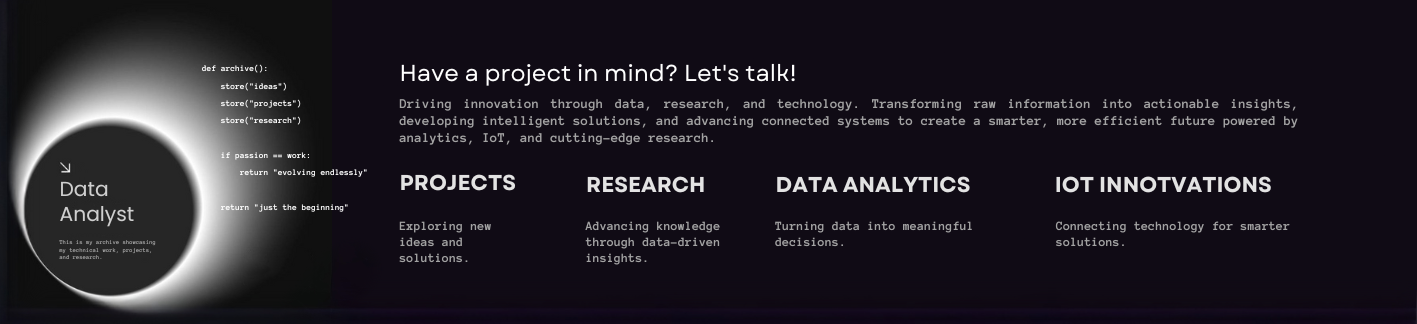 def archive():
store("ideas")
store("projects")
store("research")
if passion == work:
return "evolving endlessly"
return "just the beginning"
Data
Analyst
This is my archive showcasing
my technical work, projects,
and research.
Have a project in mind? Let's talk!
Driving innovation through data, research, and technology. Transforming raw information into actionable insights,
developing intelligent solutions, and advancing connected systems to create a smarter, more efficient future powered by
analytics, IoT, and cutting-edge research.
PROJECTS
Exploring new
ideas and
solutions.
RESEARCH
Advancing knowledge
through data-driven
insights.
DATA ANALYTICS
Turning data into meaningful
decisions.
IOT INNOTVATIONS
Connecting technology for smarter
solutions.